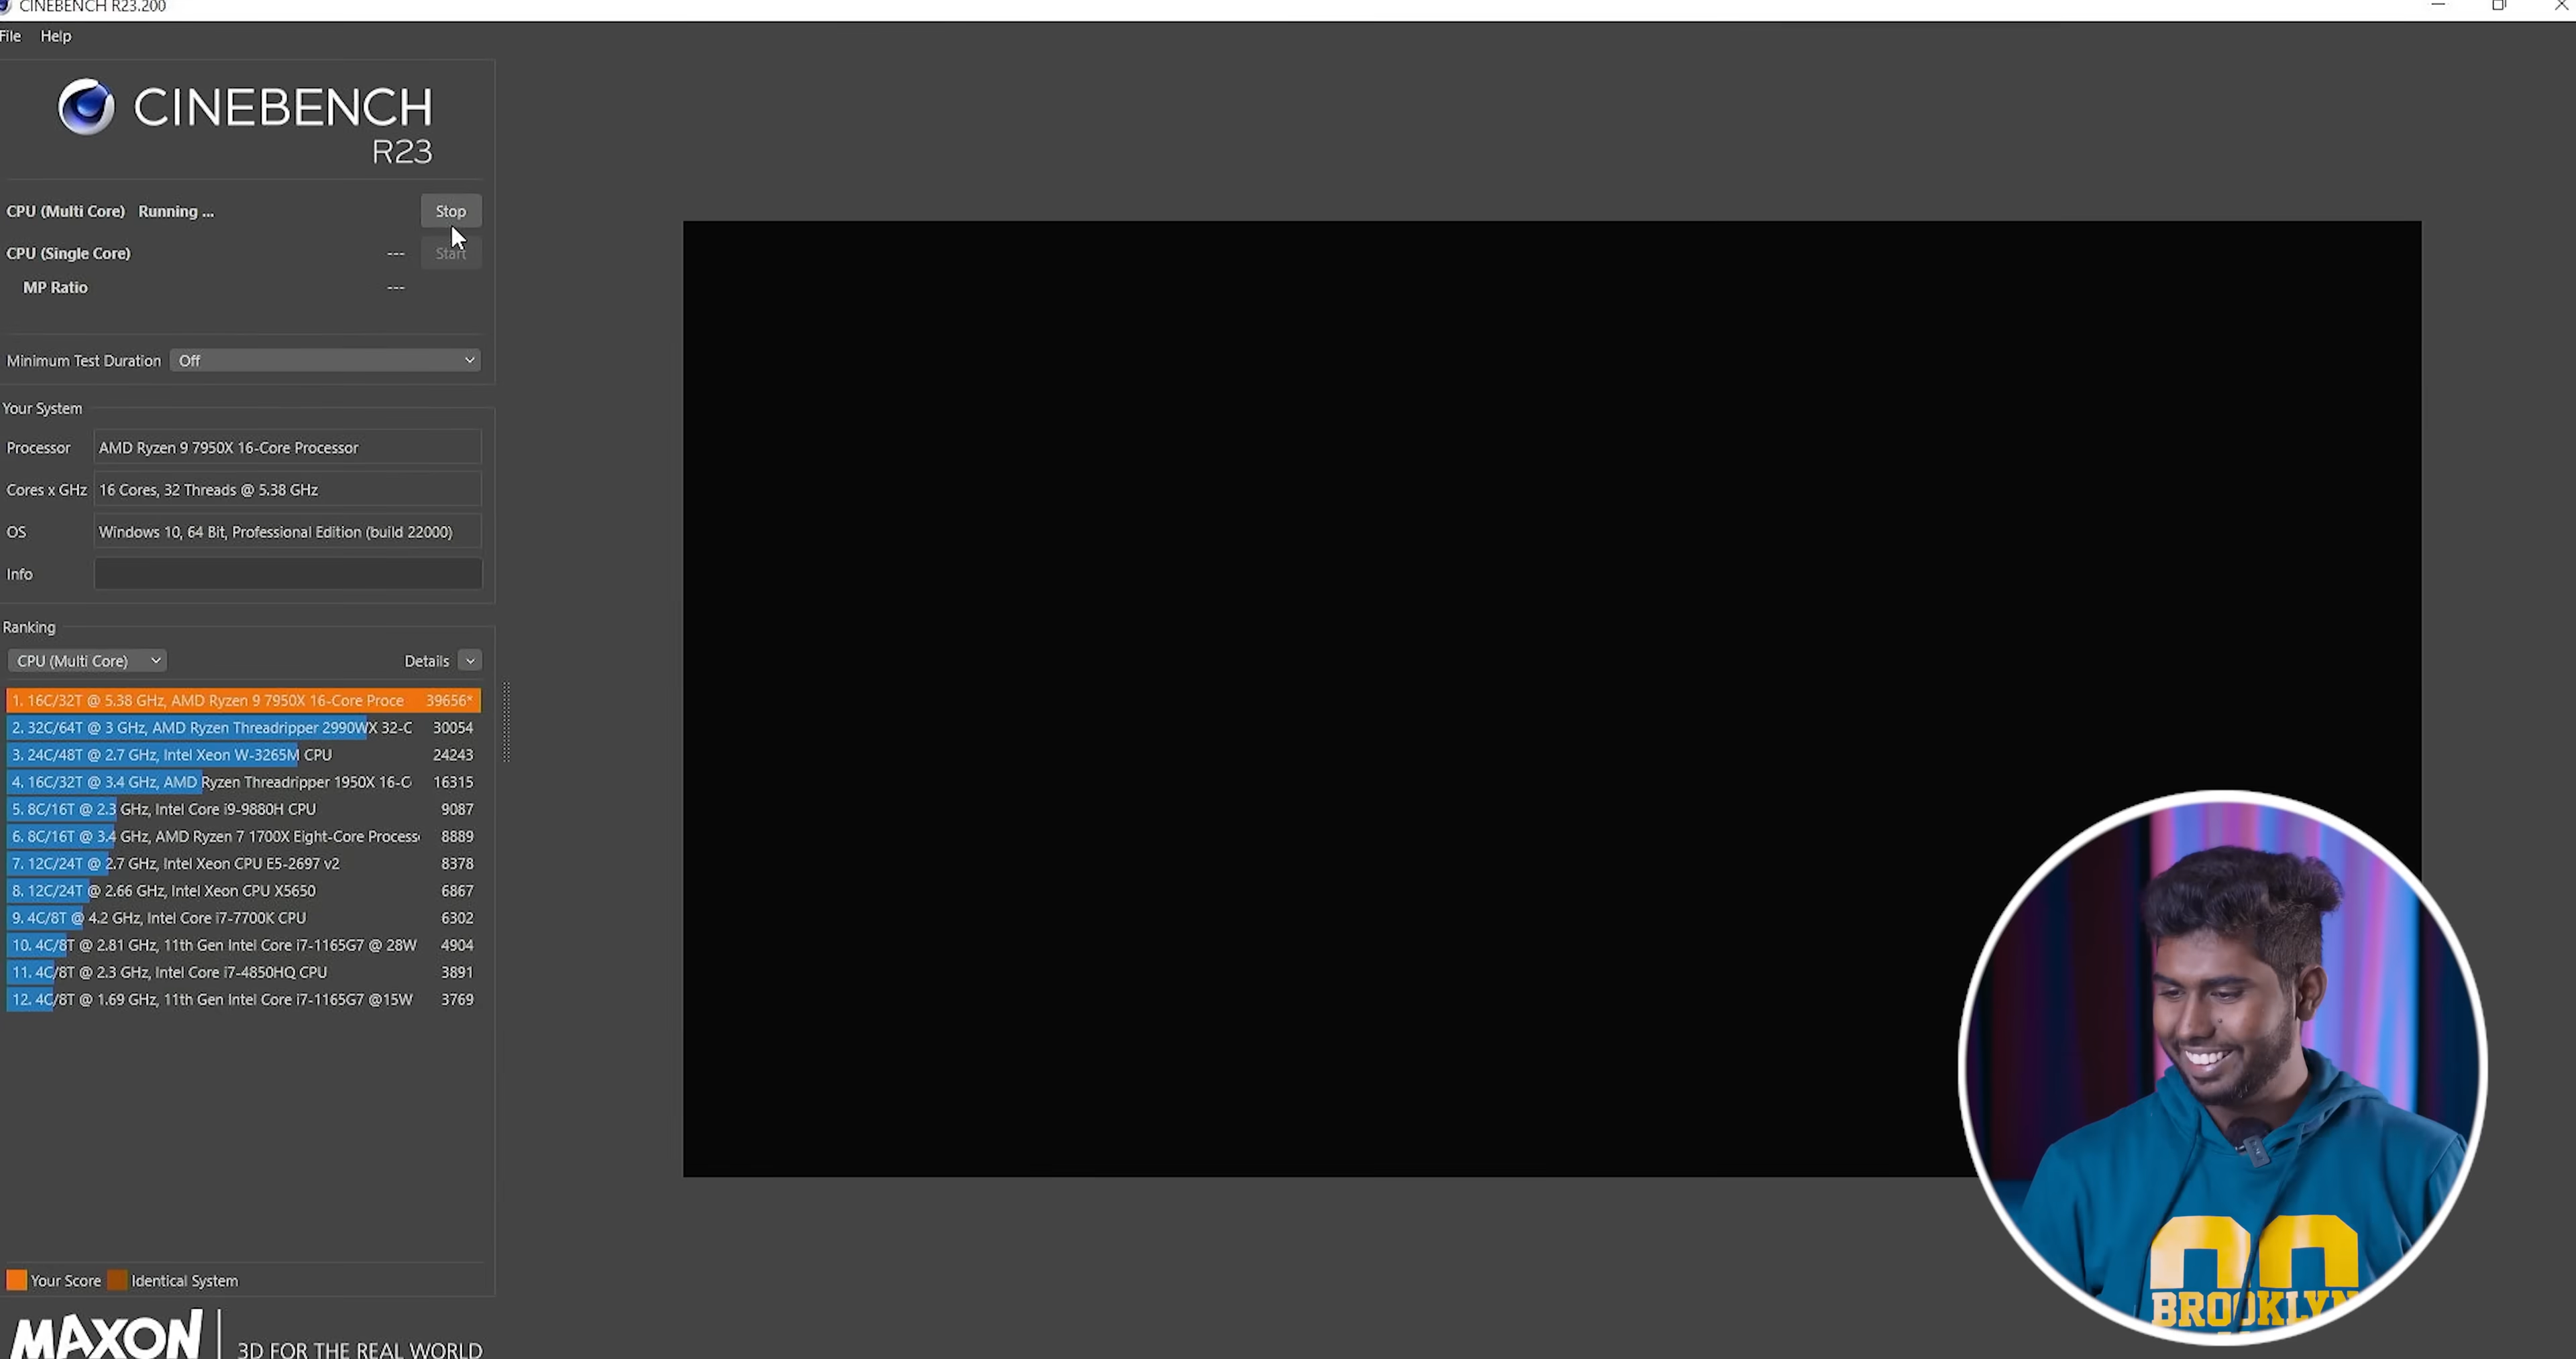 CINEBENCH R23.200
File Help
CINEBENCH
R23
CPU (Multi Core) Running ... Stop
CPU (Single Core) --- Start
MP Ratio ---
Minimum Test Duration Off
Your System
Processor AMD Ryzen 9 7950X 16-Core Processor
Cores x GHz 16 Cores, 32 Threads @ 5.38 GHz
OS Windows 10, 64 Bit, Professional Edition (build 22000)
Info
Ranking
CPU (Multi Core) Details
1. 16C/32T @ 5.38 GHz, AMD Ryzen 9 7950X 16-Core Proce 39656*
2. 32C/64T @ 3 GHz, AMD Ryzen Threadripper 2990WX 32-C 30054
3. 24C/48T @ 2.7 GHz, Intel Xeon W-3265M CPU 24243
4. 16C/32T @ 3.4 GHz, AMD Ryzen Threadripper 1950X 16-C 16315
5. 8C/16T @ 2.3 GHz, Intel Core i9-9880H CPU 9087
6. 8C/16T @ 3.4 GHz, AMD Ryzen 7 1700X Eight-Core Process 8889
7. 12C/24T @ 2.7 GHz, Intel Xeon CPU E5-2697 v2 8378
8. 12C/24T @ 2.66 GHz, Intel Xeon CPU X5650 6867
9. 4C/8T @ 4.2 GHz, Intel Core i7-7700K CPU 6302
10. 4C/8T @ 2.81 GHz, 11th Gen Intel Core i7-1165G7 @ 28W 4904
11. 4C/8T @ 2.3 GHz, Intel Core i7-4850HQ CPU 3891
12. 4C/8T @ 1.69 GHz, 11th Gen Intel Core i7-1165G7 @15W 3769
Your Score Identical System
MAXON 3D FOR THE REAL WORLD
BROOKLYN